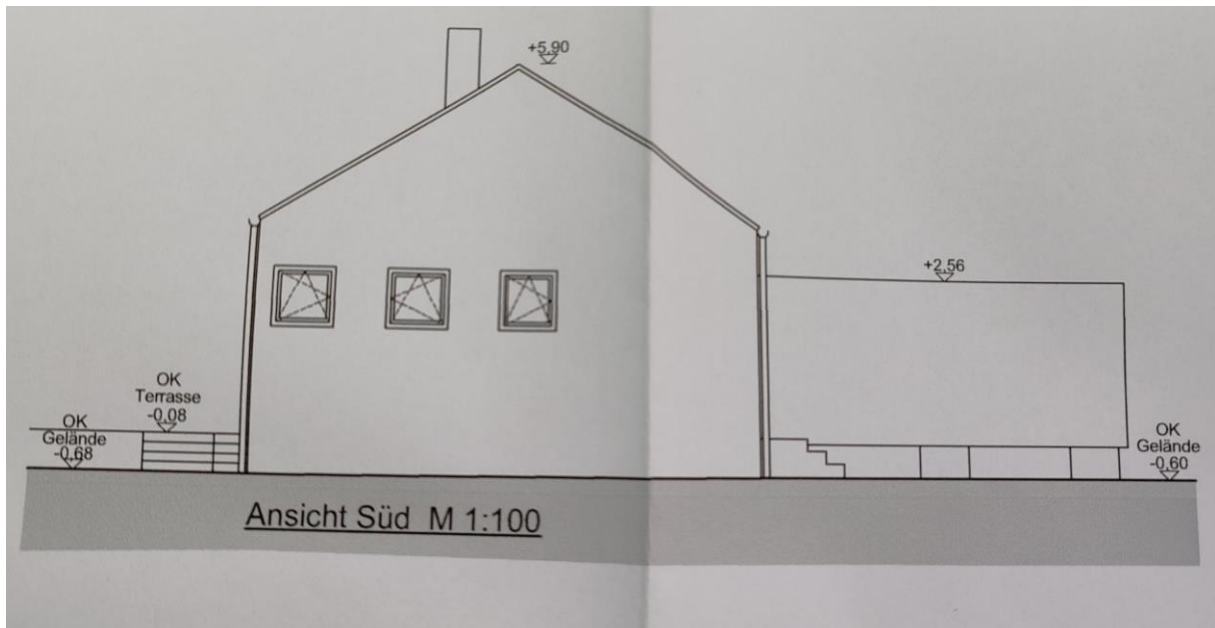 +5,90
+2,56
OK
Terrasse
-0,08
OK
Gelände
-0,68
OK
Gelände
-0,60
Ansicht Süd M 1:100